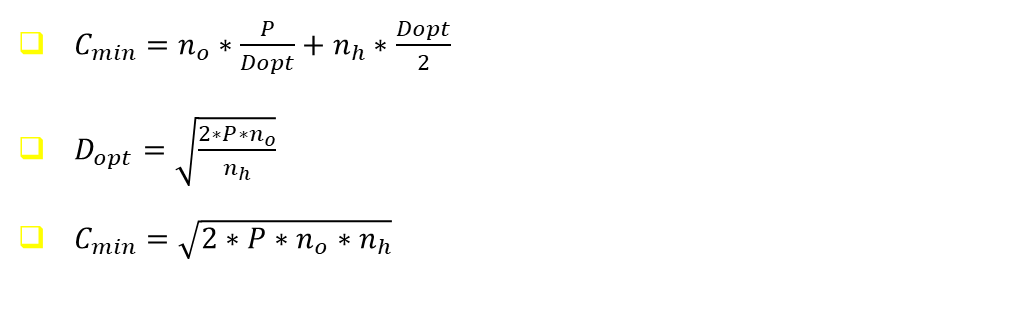 ❑ C_min = n_o * P/Dopt + n_h * Dopt/2
❑ D_opt = √(2*P*n_o / n_h)
❑ C_min = √(2 * P * n_o * n_h)